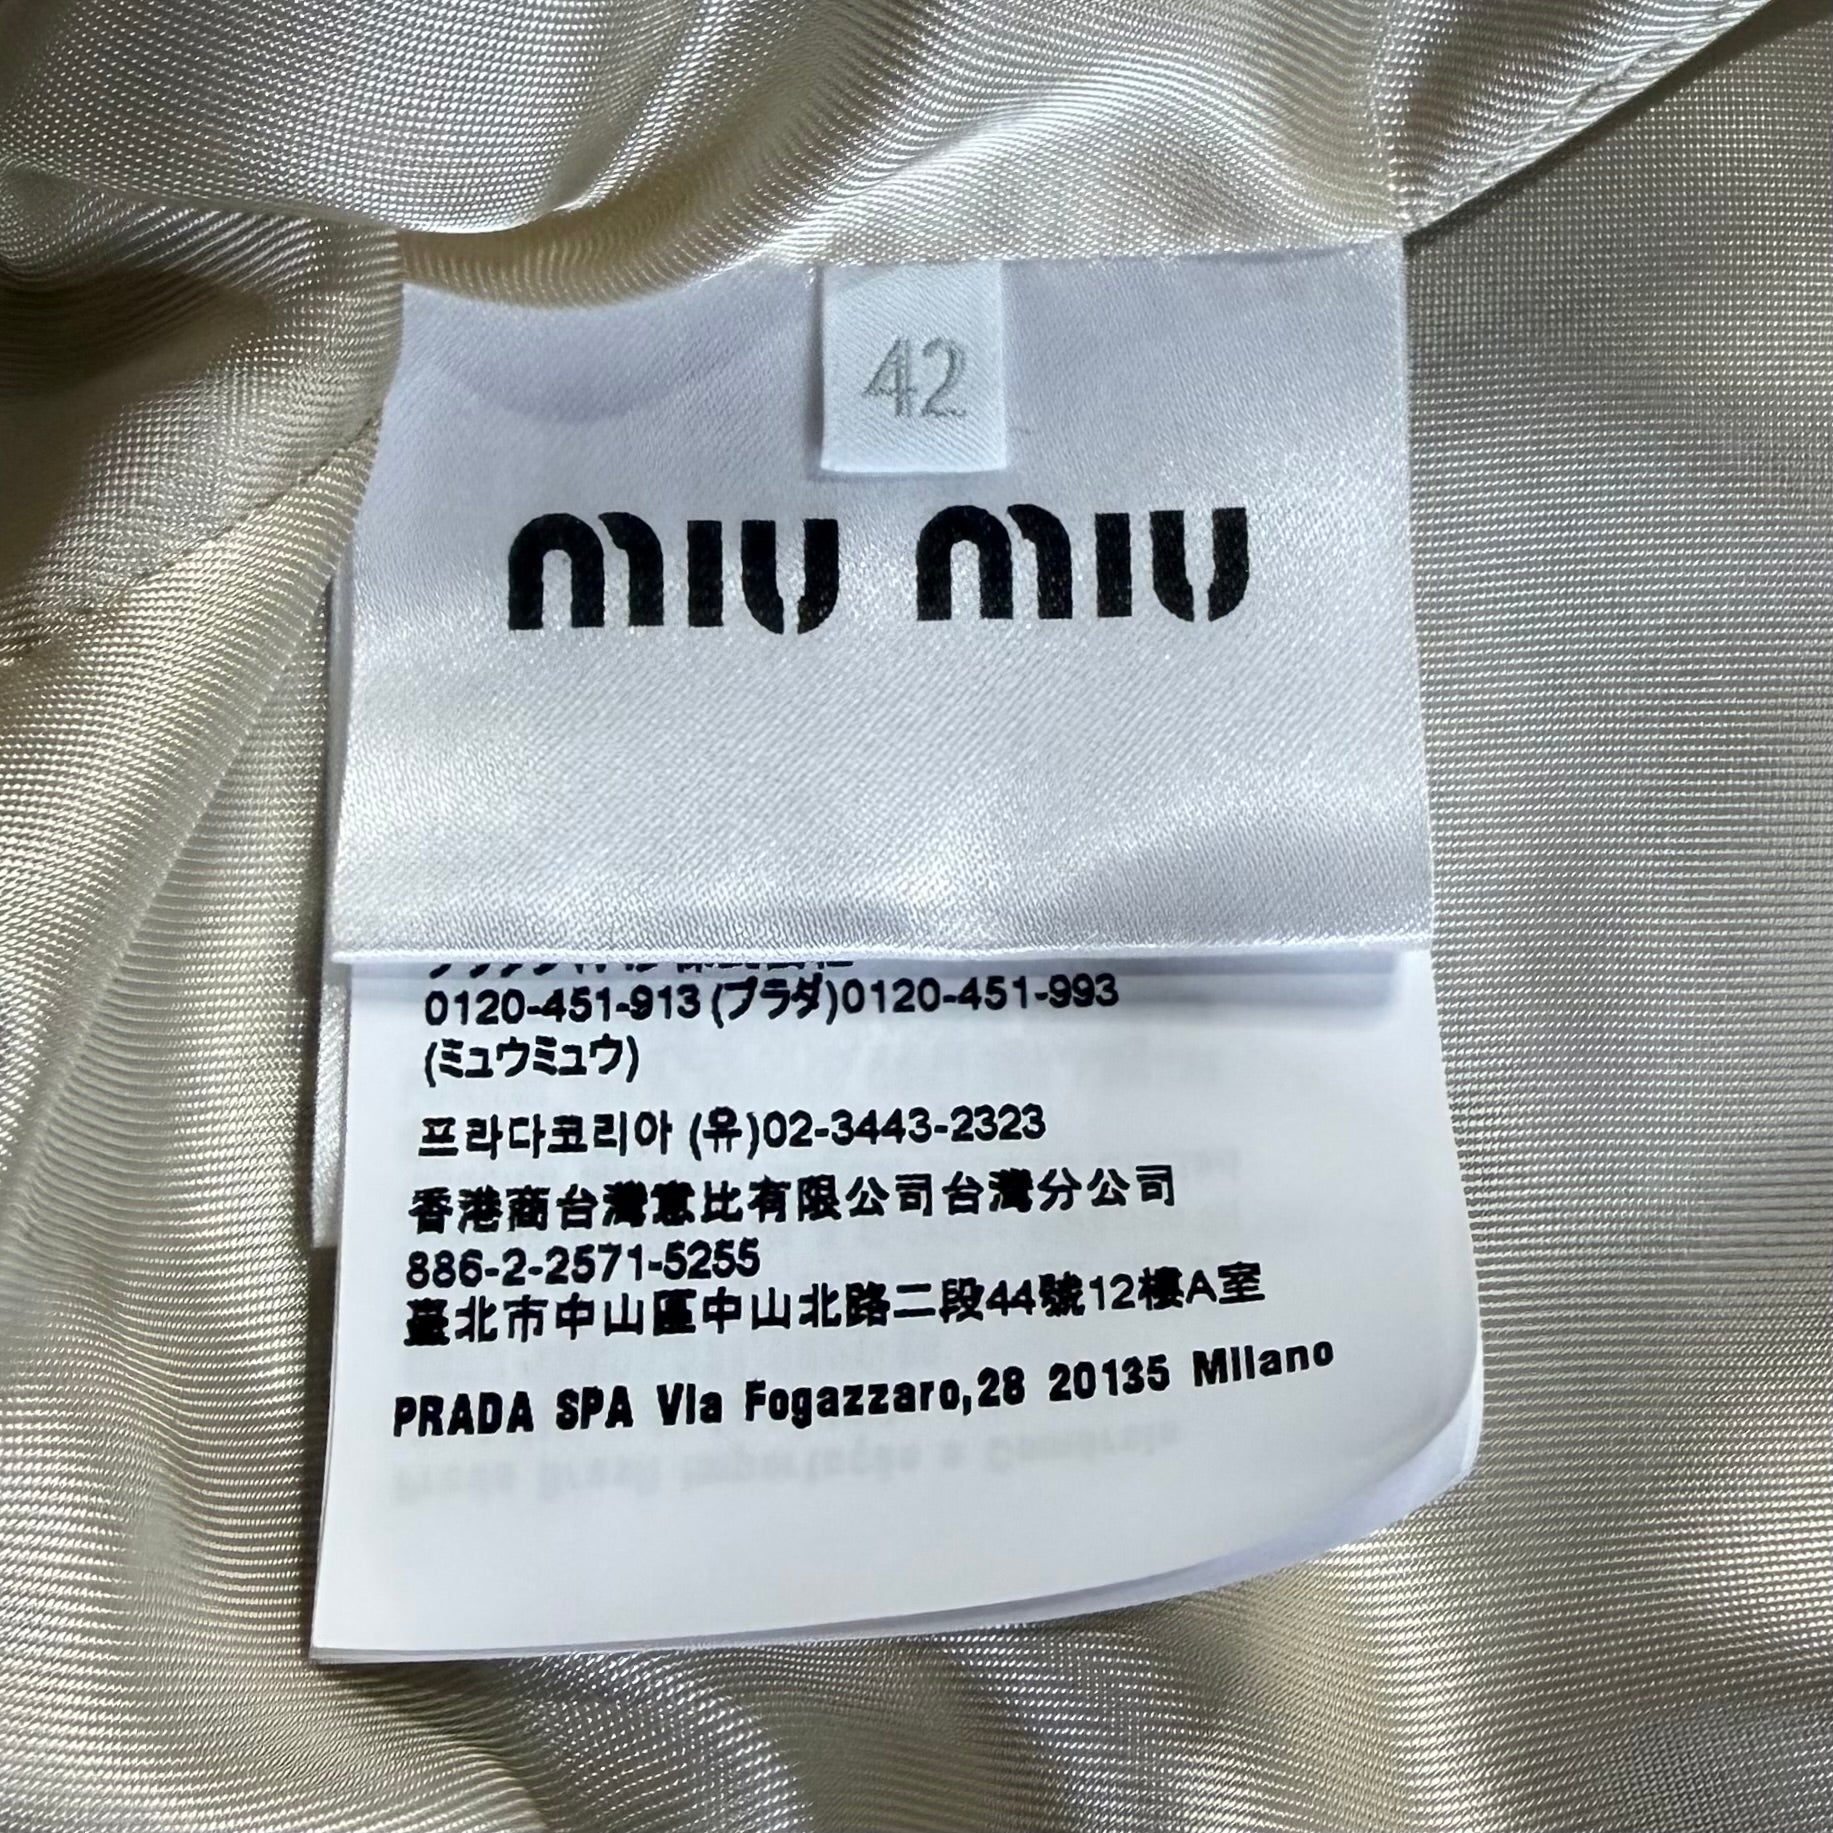 42
miu miu
0120-451-913 (プラダ)0120-451-993
(ミュウミュウ)
프라다코리아 (유)02-3443-2323
香港商台灣意比有限公司台灣分公司
886-2-2571-5255
臺北市中山區中山北路二段44號12樓A室
PRADA SPA Via Fogazzaro,28 20135 Milano